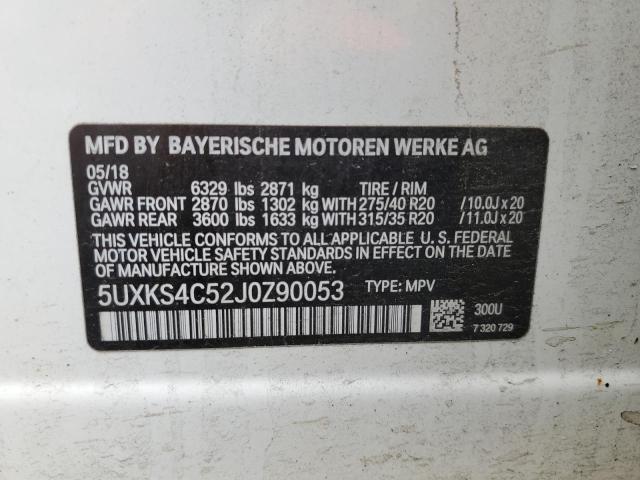 MFD BY BAYERISCHE MOTOREN WERKE AG
05/18
GVWR 6329 lbs 2871 kg TIRE / RIM
GAWR FRONT 2870 lbs 1302 kg WITH 275/40 R20 /10.0J x 20
GAWR REAR 3600 lbs 1633 kg WITH 315/35 R20 /11.0J x 20
THIS VEHICLE CONFORMS TO ALL APPLICABLE U. S. FEDERAL
MOTOR VEHICLE SAFETY STANDARDS IN EFFECT ON THE DATE
OF MANUFACTURE SHOWN ABOVE.
5UXKS4C52J0Z90053 TYPE: MPV
300U
7 320 729